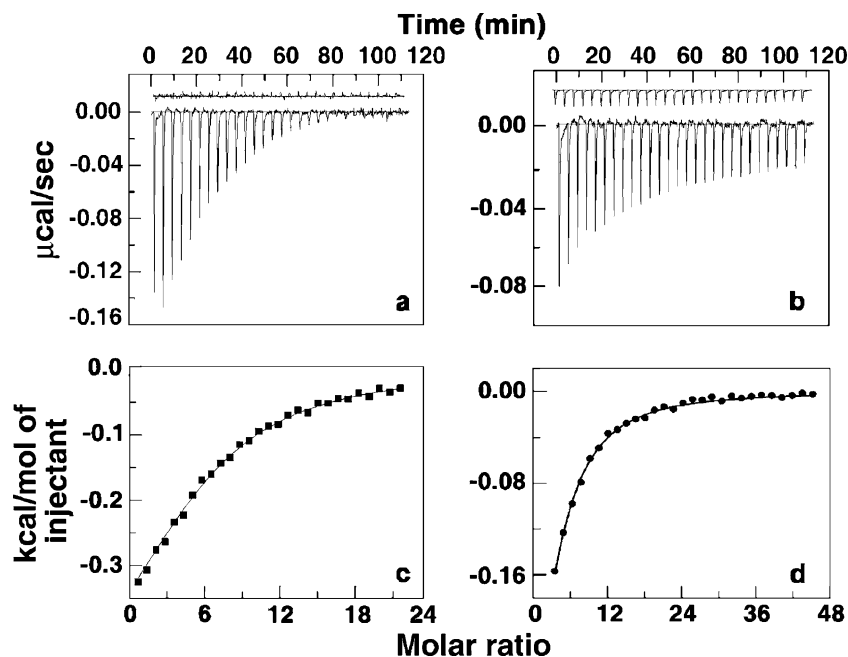 Time (min)
0 20 40 60 80 100 120
0 20 40 60 80 100 120
µcal/sec
0.00
-0.04
-0.08
-0.12
-0.16
a
0.00
-0.04
-0.08
b
kcal/mol of
injectant
0.0
-0.1
-0.2
-0.3
c
0 6 12 18 24
0.00
-0.08
-0.16
d
0 12 24 36 48
Molar ratio